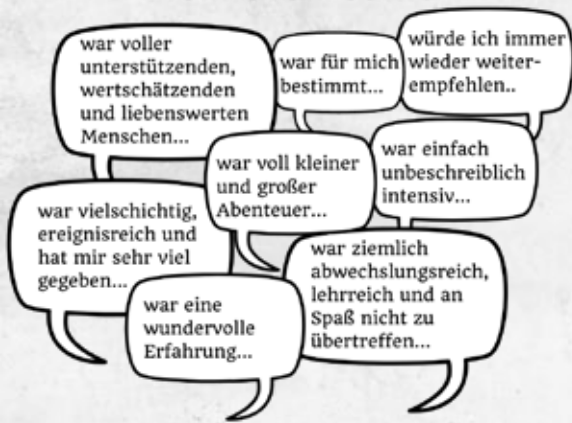 war voller
unterstützenden,
wertschätzenden
und liebenswerten
Menschen...
war für mich
bestimmt...
würde ich immer
wieder weiter-
empfehlen..
war voll kleiner
und großer
Abenteuer...
war einfach
unbeschreiblich
intensiv...
war vielschichtig,
ereignisreich und
hat mir sehr viel
gegeben...
war ziemlich
abwechslungsreich,
lehrreich und an
Spaß nicht zu
übertreffen...
war eine
wundervolle
Erfahrung...